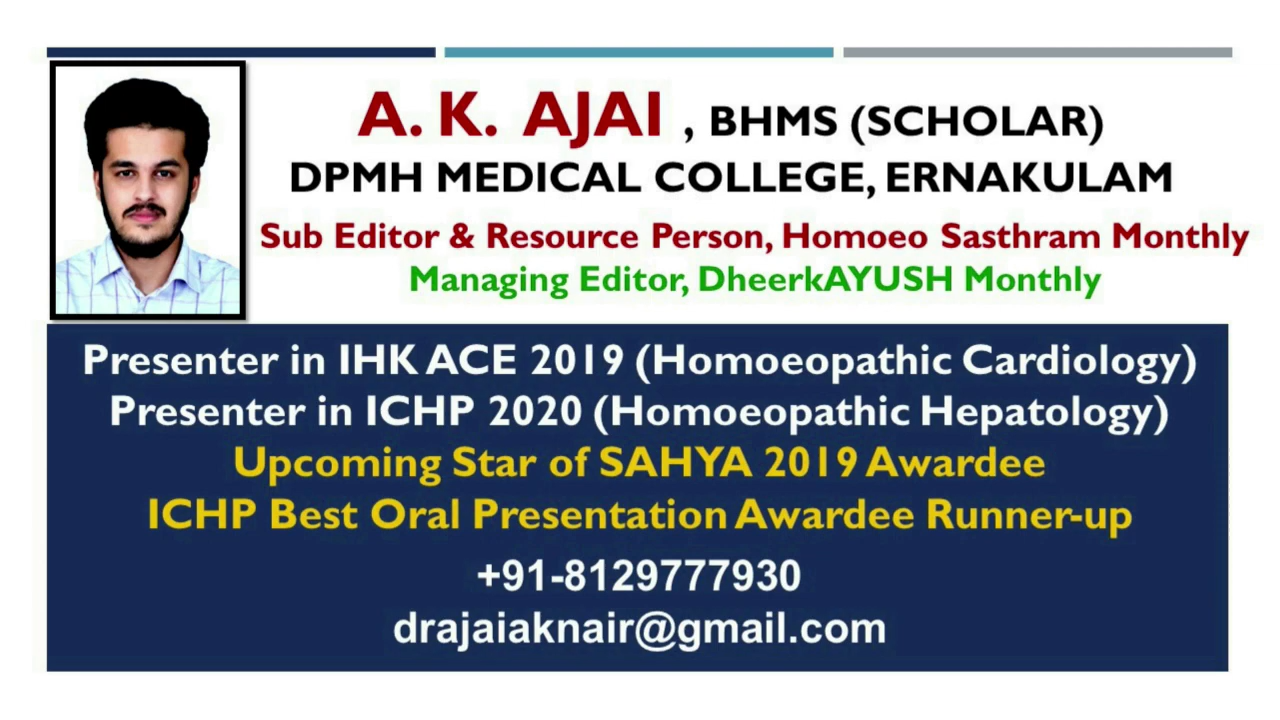 A. K. AJAI , BHMS (SCHOLAR)
DPMH MEDICAL COLLEGE, ERNAKULAM
Sub Editor & Resource Person, Homoeo Sasthram Monthly
Managing Editor, DheerkAYUSH Monthly
Presenter in IHK ACE 2019 (Homoeopathic Cardiology)
Presenter in ICHP 2020 (Homoeopathic Hepatology)
Upcoming Star of SAHYA 2019 Awardee
ICHP Best Oral Presentation Awardee Runner-up
+91-8129777930
drajaiaknair@gmail.com